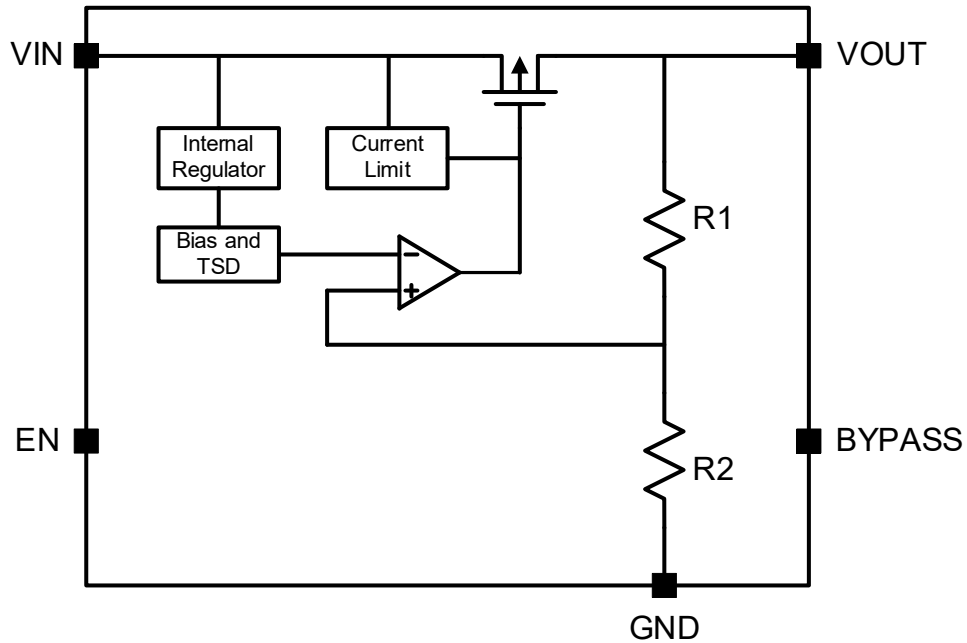 VIN
VOUT
Internal
Regulator
Current
Limit
R1
Bias and
TSD
−
+
EN
BYPASS
R2
GND